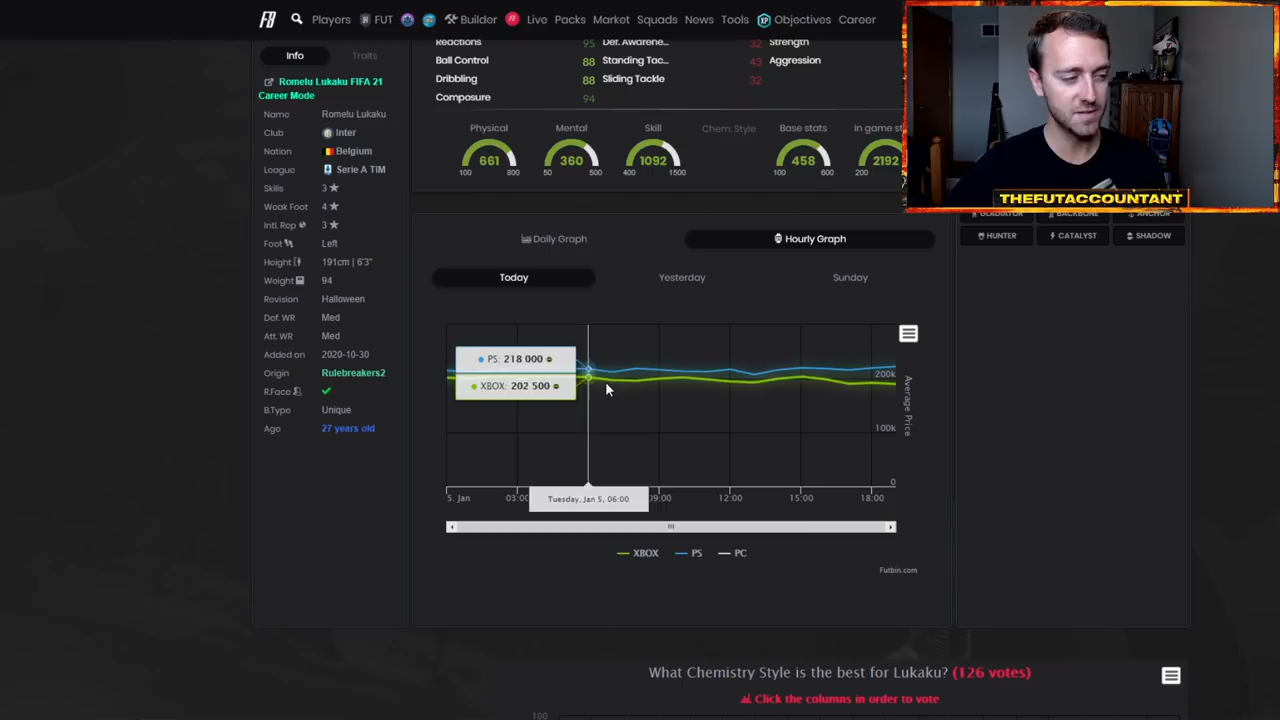 Players FUT Builder Live Packs Market Squads News Tools XP Objectives Career
Info Traits
Romelu Lukaku FIFA 21
Career Mode
Name Romelu Lukaku
Club Inter
Nation Belgium
League Serie A TIM
Skills 3
Weak Foot 4
Intl. Rep 3
Foot Left
Height 191cm | 6'3"
Weight 94
Revision Halloween
Def. WR Med
Att. WR Med
Added on 2020-10-30
Origin Rulebreakers2
R.Face
B.Type Unique
Age 27 years old
Reactions 95 Def. Awarene... 32 Strength
Ball Control 88 Standing Tac... 43 Aggression
Dribbling 88 Sliding Tackle 32
Composure 94
Physical Mental Skill Chem. Style Base stats In game st
661 360 1092 458 2192
100 800 50 500 400 1500 100 600 200
THEFUTACCOUNTANT
GLADIATOR BACKBONE ANCHOR
HUNTER CATALYST SHADOW
Daily Graph Hourly Graph
Today Yesterday Sunday
PS: 218 000
XBOX: 202 500
200k
100k
0
Average Price
5. Jan 03:00 09:00 12:00 15:00 18:00
Tuesday, Jan 5, 06:00
XBOX PS PC
Futbin.com
What Chemistry Style is the best for Lukaku? (126 votes)
Click the columns in order to vote
100